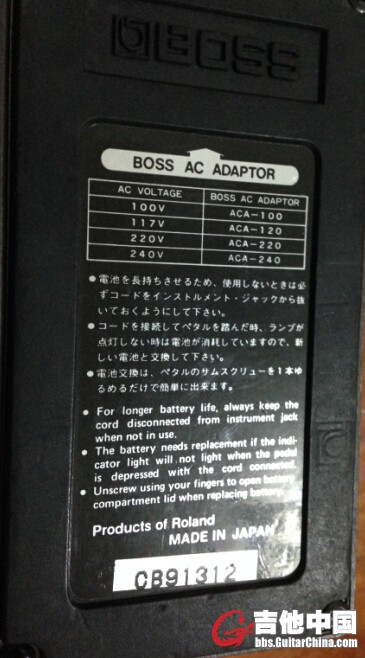 BOSS
BOSS AC ADAPTOR
AC VOLTAGE BOSS AC ADAPTOR
100V ACA-100
117V ACA-120
220V ACA-220
240V ACA-240
●電池を長持ちさせるため、使用しないときは必
ずコードをインストルメント・ジャックから抜
いておくようにして下さい。
●コードを接続してペダルを踏んだ時、ランプが
点灯しない時は電池が消耗していますので、新
しい電池と交換して下さい。
●電池交換は、ペダルのサムスクリューを1本ゆ
るめるだけで簡単に出来ます。
● For longer battery life, always keep the
cord disconnected from instrument jack
when not in use.
● The battery needs replacement if the indi-
cator light will not light when the pedal
is depressed with the cord connected.
● Unscrew using your fingers to open battery
compartment lid when replacing battery.
Products of Roland
MADE IN JAPAN
CB91312
吉他中国
bbs.GuitarChina.com